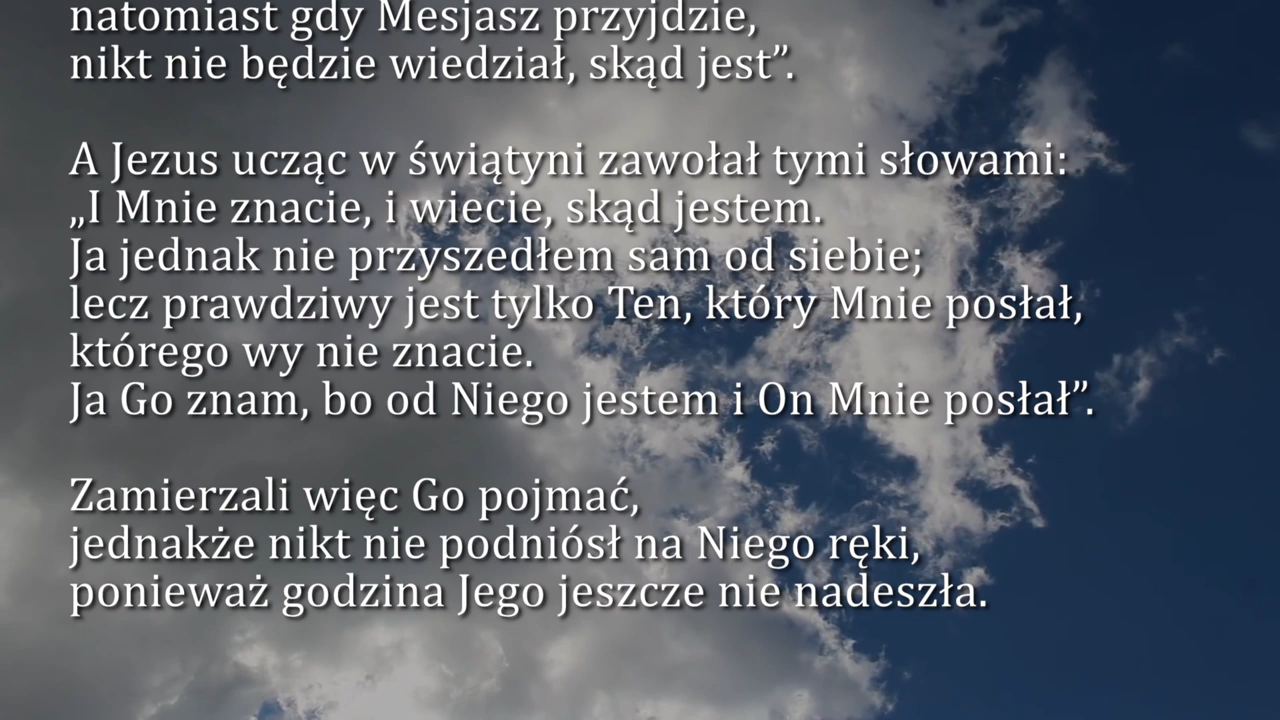 natomiast gdy Mesjasz przyjdzie,
nikt nie będzie wiedział, skąd jest”.
A Jezus ucząc w świątyni zawołał tymi słowami:
„I Mnie znacie, i wiecie, skąd jestem.
Ja jednak nie przyszedłem sam od siebie;
lecz prawdziwy jest tylko Ten, który Mnie posłał,
którego wy nie znacie.
Ja Go znam, bo od Niego jestem i On Mnie posłał”.
Zamierzali więc Go pojmać,
jednakże nikt nie podniósł na Niego ręki,
ponieważ godzina Jego jeszcze nie nadeszła.